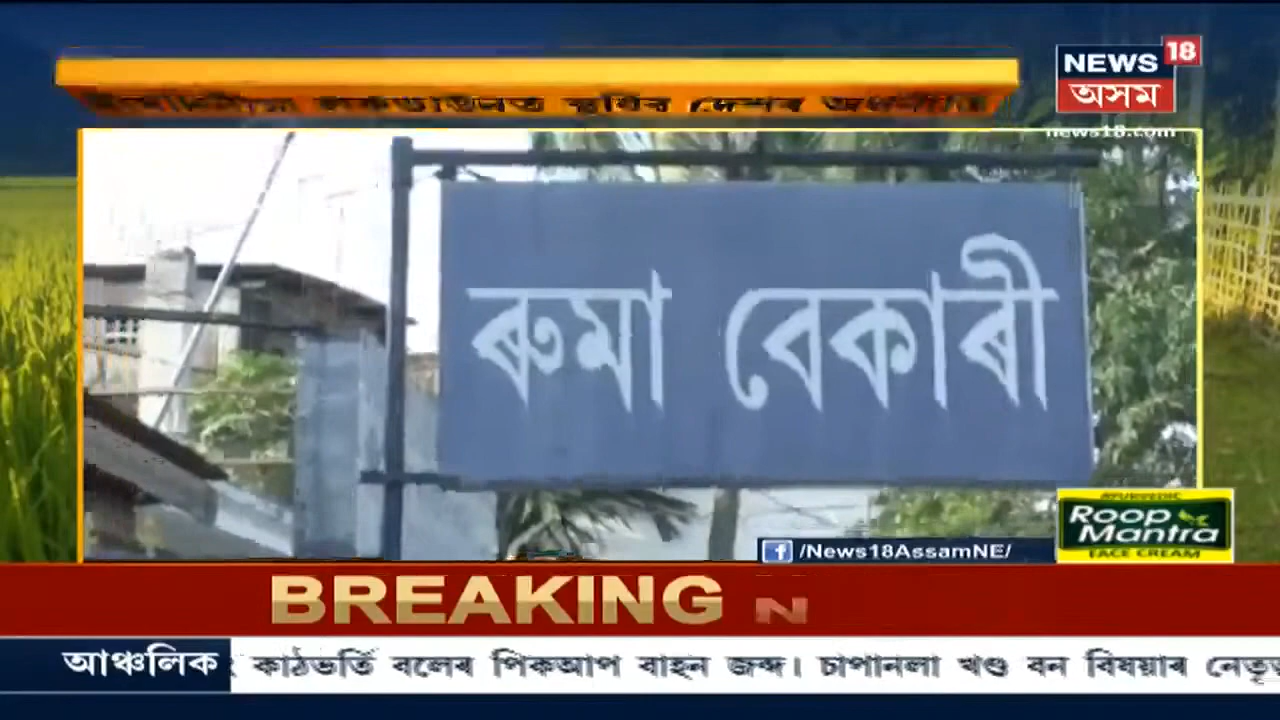 NEWS 18
অসম
news18.com
ৰুমা বেকাৰী
AYURVEDIC
Roop
Mantra
FACE CREAM
/News18AssamNE/
BREAKING N
আঞ্চলিক
কাঠভৰ্তি বলেৰ পিকআপ বাহন জব্দ। চাপানলা খণ্ড বন বিষয়াৰ